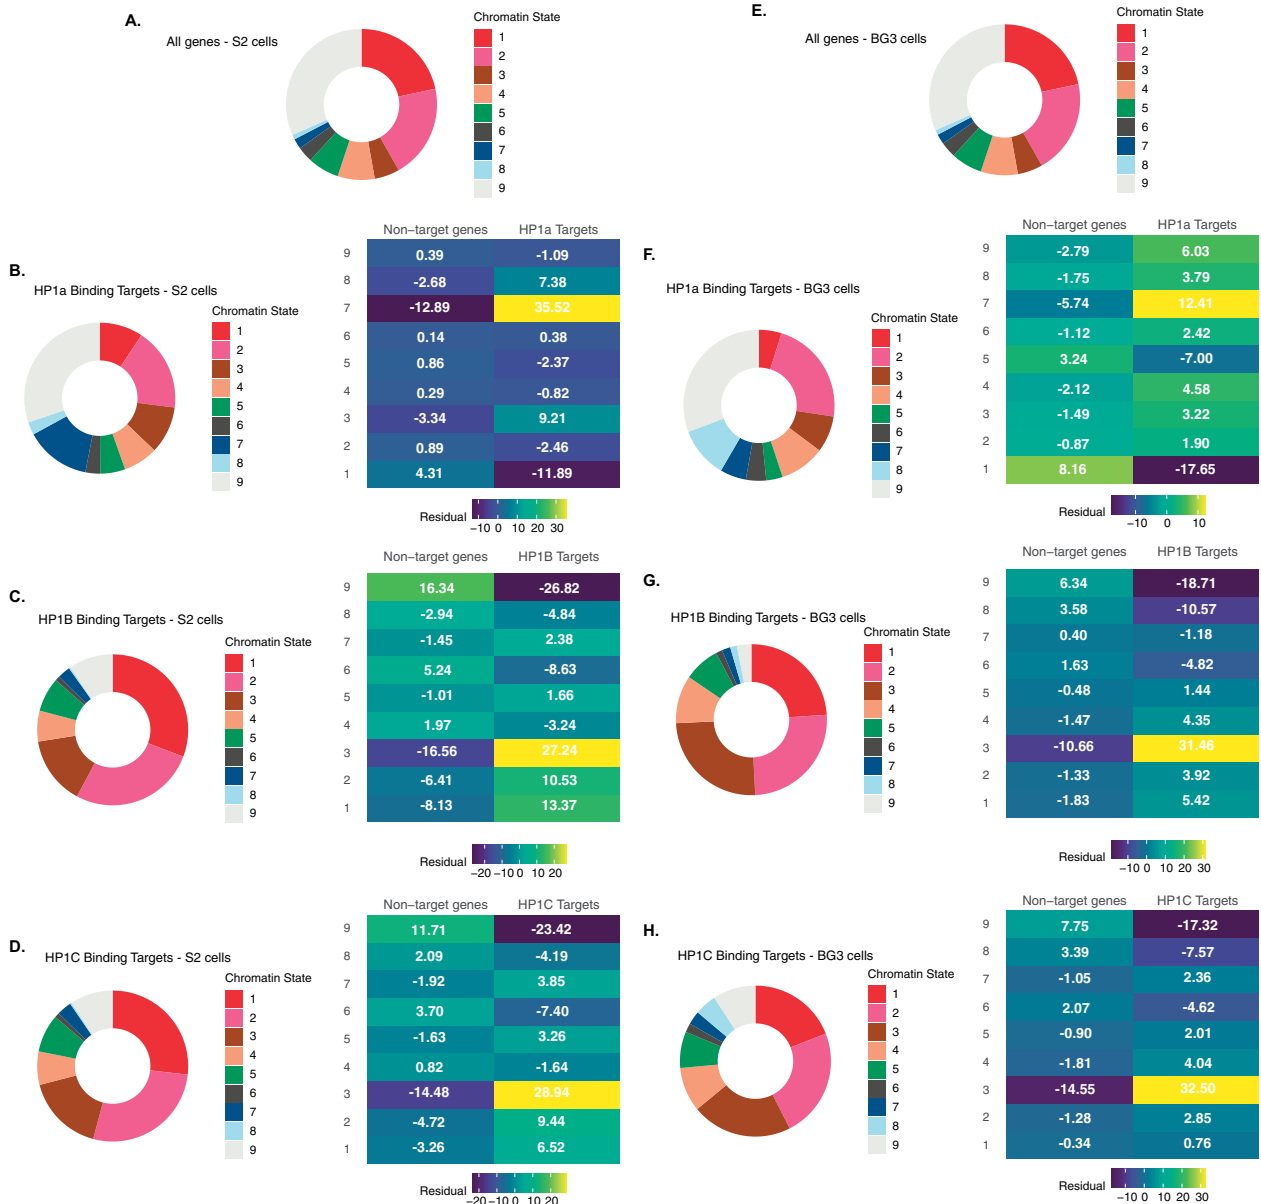 A.
All genes - S2 cells
Chromatin State
1
2
3
4
5
6
7
8
9
E.
All genes - BG3 cells
Chromatin State
1
2
3
4
5
6
7
8
9
B.
HP1a Binding Targets - S2 cells
Chromatin State
1
2
3
4
5
6
7
8
9
Non−target genes HP1a Targets
9 0.39 -1.09
8 -2.68 7.38
7 -12.89 35.52
6 0.14 0.38
5 0.86 -2.37
4 0.29 -0.82
3 -3.34 9.21
2 0.89 -2.46
1 4.31 -11.89
Residual
−10 0 10 20 30
F.
HP1a Binding Targets - BG3 cells
Chromatin State
1
2
3
4
5
6
7
8
9
Non−target genes HP1a Targets
9 -2.79 6.03
8 -1.75 3.79
7 -5.74 12.41
6 -1.12 2.42
5 3.24 -7.00
4 -2.12 4.58
3 -1.49 3.22
2 -0.87 1.90
1 8.16 -17.65
Residual
−10 0 10
C.
HP1B Binding Targets - S2 cells
Chromatin State
1
2
3
4
5
6
7
8
9
Non−target genes HP1B Targets
9 16.34 -26.82
8 -2.94 -4.84
7 -1.45 2.38
6 5.24 -8.63
5 -1.01 1.66
4 1.97 -3.24
3 -16.56 27.24
2 -6.41 10.53
1 -8.13 13.37
Residual
−20 −10 0 10 20
G.
HP1B Binding Targets - BG3 cells
Chromatin State
1
2
3
4
5
6
7
8
9
Non−target genes HP1B Targets
9 6.34 -18.71
8 3.58 -10.57
7 0.40 -1.18
6 1.63 -4.82
5 -0.48 1.44
4 -1.47 4.35
3 -10.66 31.46
2 -1.33 3.92
1 -1.83 5.42
Residual
−10 0 10 20 30
D.
HP1C Binding Targets - S2 cells
Chromatin State
1
2
3
4
5
6
7
8
9
Non−target genes HP1C Targets
9 11.71 -23.42
8 2.09 -4.19
7 -1.92 3.85
6 3.70 -7.40
5 -1.63 3.26
4 0.82 -1.64
3 -14.48 28.94
2 -4.72 9.44
1 -3.26 6.52
Residual
−20 −10 0 10 20
H.
HP1C Binding Targets - BG3 cells
Chromatin State
1
2
3
4
5
6
7
8
9
Non−target genes HP1C Targets
9 7.75 -17.32
8 3.39 -7.57
7 -1.05 2.36
6 2.07 -4.62
5 -0.90 2.01
4 -1.81 4.04
3 -14.55 32.50
2 -1.28 2.85
1 -0.34 0.76
Residual
−10 0 10 20 30